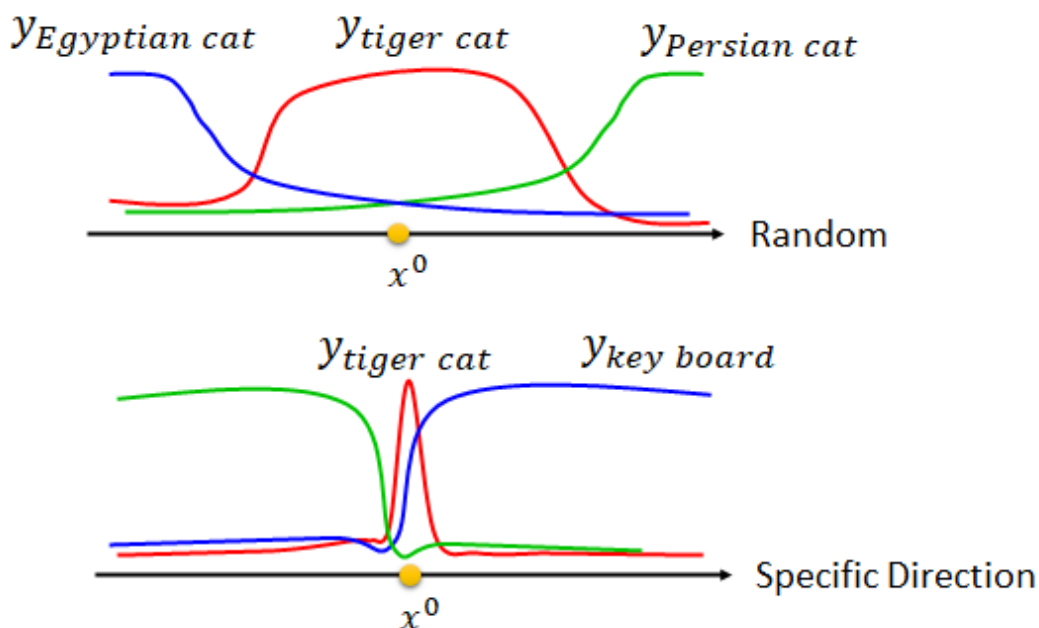 y_Egyptian cat y_tiger cat y_Persian cat
Random
x^0
y_tiger cat y_key board
Specific Direction
x^0